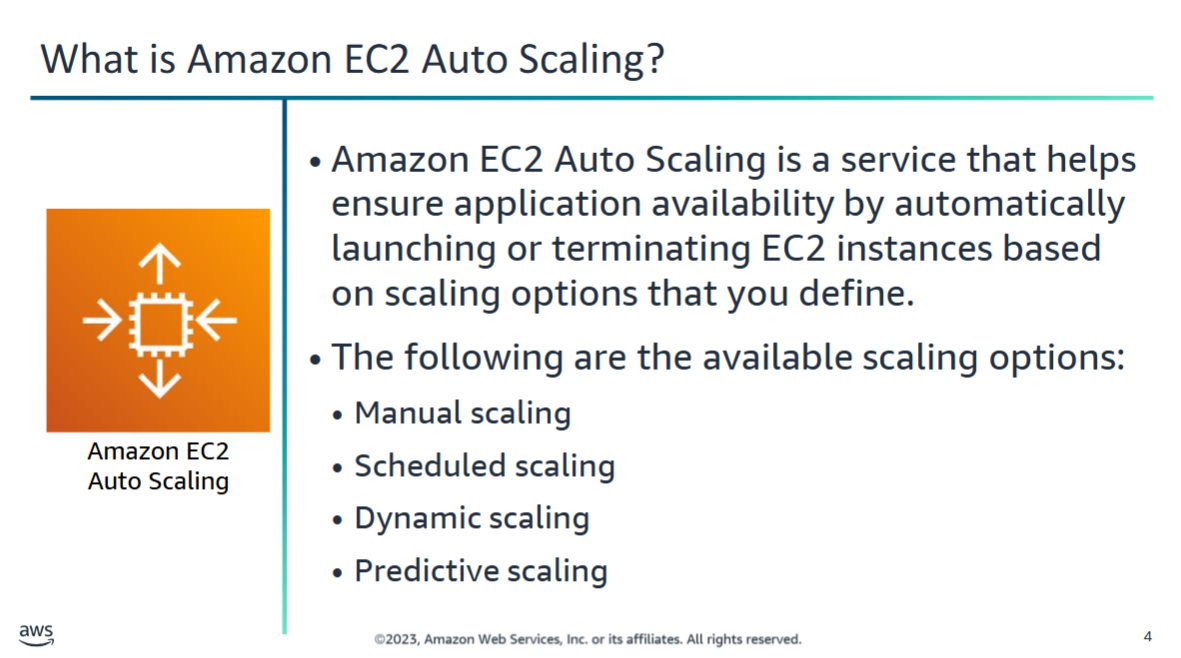 What is Amazon EC2 Auto Scaling?
• Amazon EC2 Auto Scaling is a service that helps
ensure application availability by automatically
launching or terminating EC2 instances based
on scaling options that you define.
• The following are the available scaling options:
• Manual scaling
• Scheduled scaling
• Dynamic scaling
• Predictive scaling
Amazon EC2
Auto Scaling
aws
©2023, Amazon Web Services, Inc. or its affiliates. All rights reserved.
4